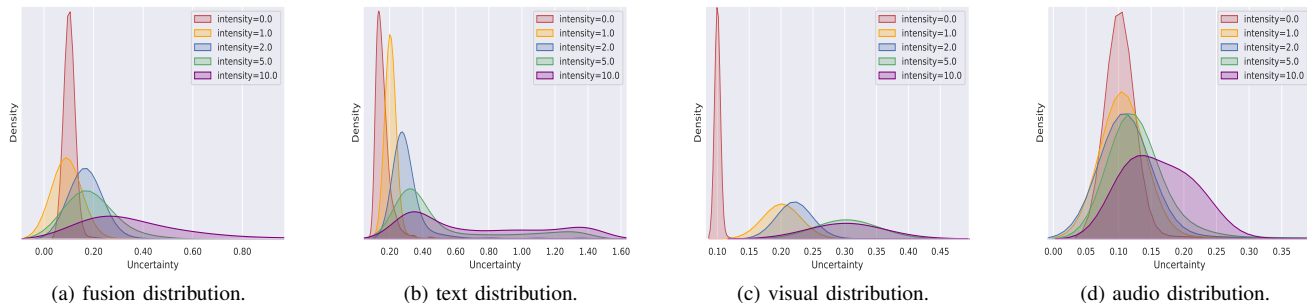 intensity=0.0
intensity=1.0
intensity=2.0
intensity=5.0
intensity=10.0
Density
0.00 0.20 0.40 0.60 0.80
Uncertainty
(a) fusion distribution.
intensity=0.0
intensity=1.0
intensity=2.0
intensity=5.0
intensity=10.0
Density
0.20 0.40 0.60 0.80 1.00 1.20 1.40 1.60
Uncertainty
(b) text distribution.
intensity=0.0
intensity=1.0
intensity=2.0
intensity=5.0
intensity=10.0
Density
0.10 0.15 0.20 0.25 0.30 0.35 0.40 0.45
Uncertainty
(c) visual distribution.
intensity=0.0
intensity=1.0
intensity=2.0
intensity=5.0
intensity=10.0
Density
0.00 0.05 0.10 0.15 0.20 0.25 0.30 0.35
Uncertainty
(d) audio distribution.